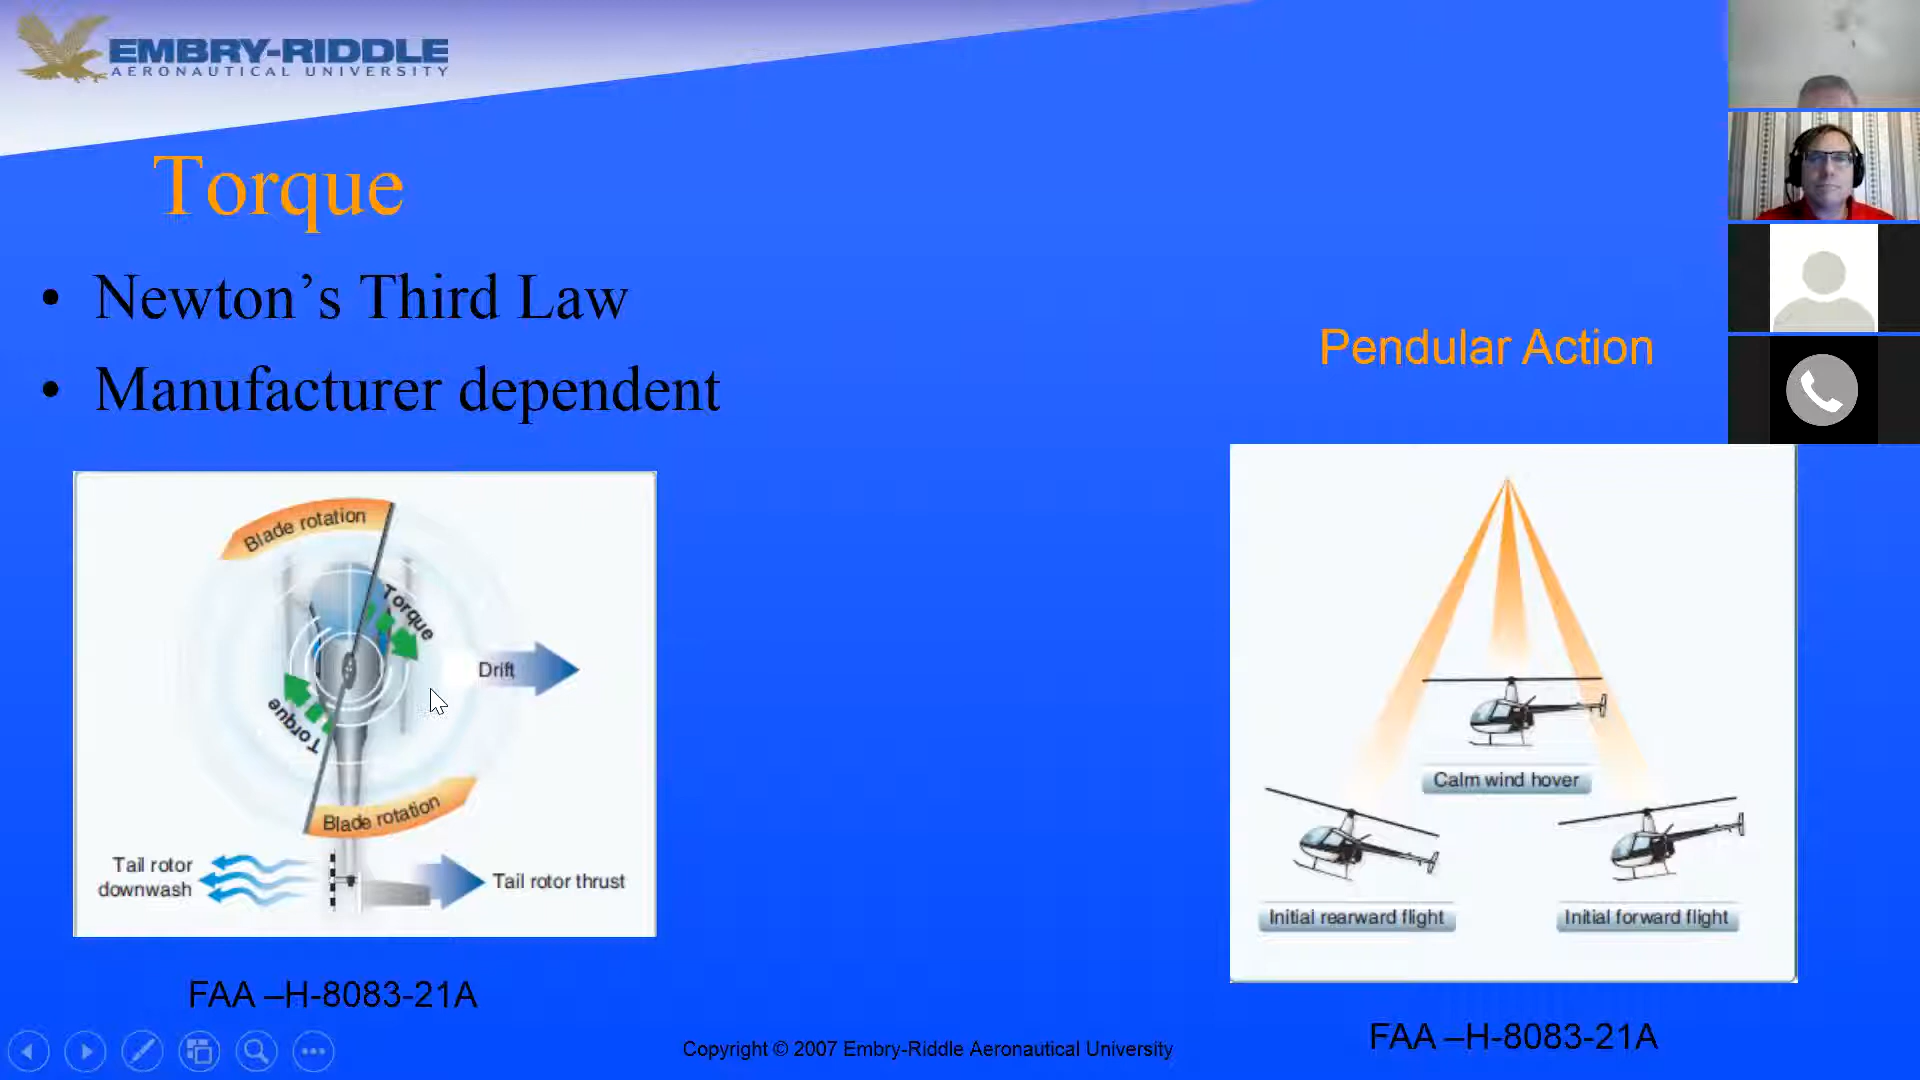 EMBRY-RIDDLE
AERONAUTICAL UNIVERSITY
Torque
• Newton’s Third Law
• Manufacturer dependent
Pendular Action
Blade rotation
Torque
Drift
Torque
Blade rotation
Tail rotor
downwash
Tail rotor thrust
Calm wind hover
Initial rearward flight
Initial forward flight
FAA –H-8083-21A
FAA –H-8083-21A
Copyright © 2007 Embry-Riddle Aeronautical University